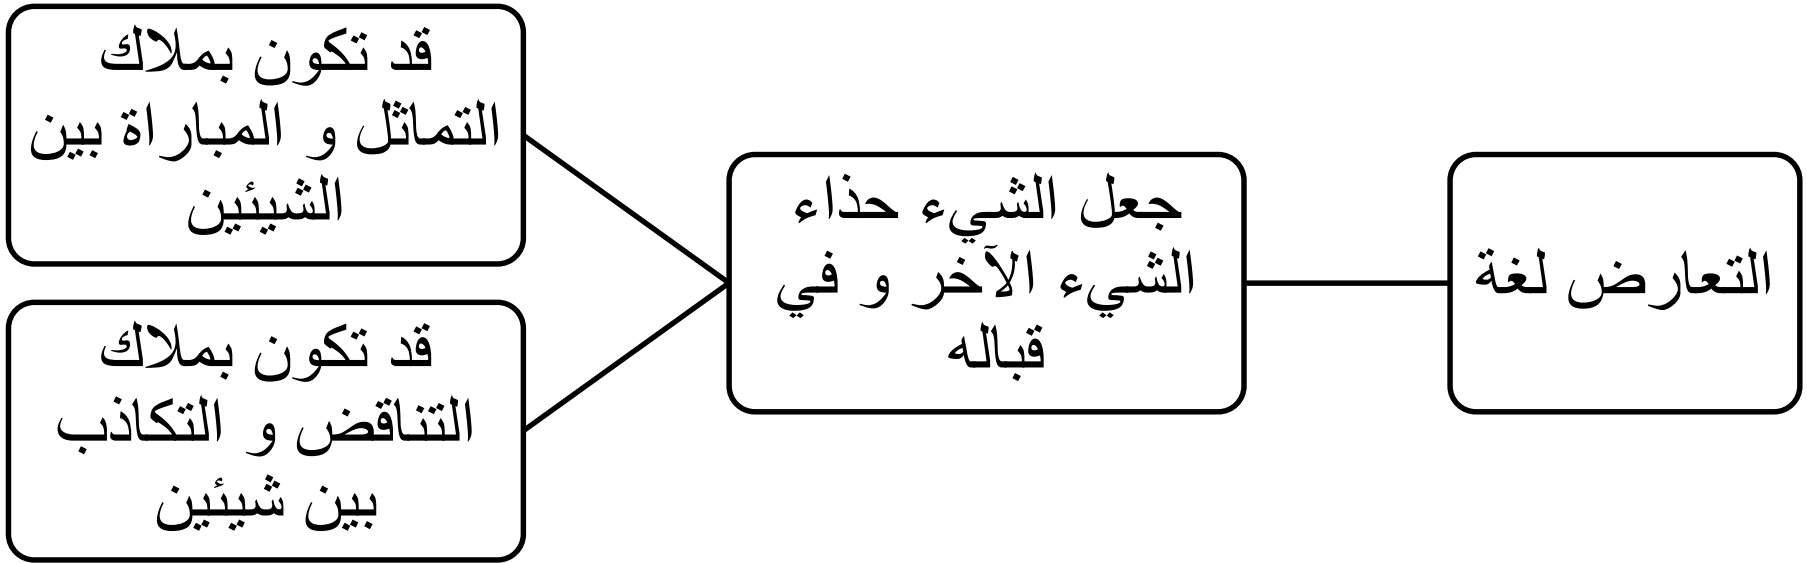 التعارض لغة
جعل الشيء حذاء
الشيء الآخر و في
قباله
قد تكون بملاك
التماثل و المباراة بين
الشيئين
قد تكون بملاك
التناقض و التكاذب
بين شيئين